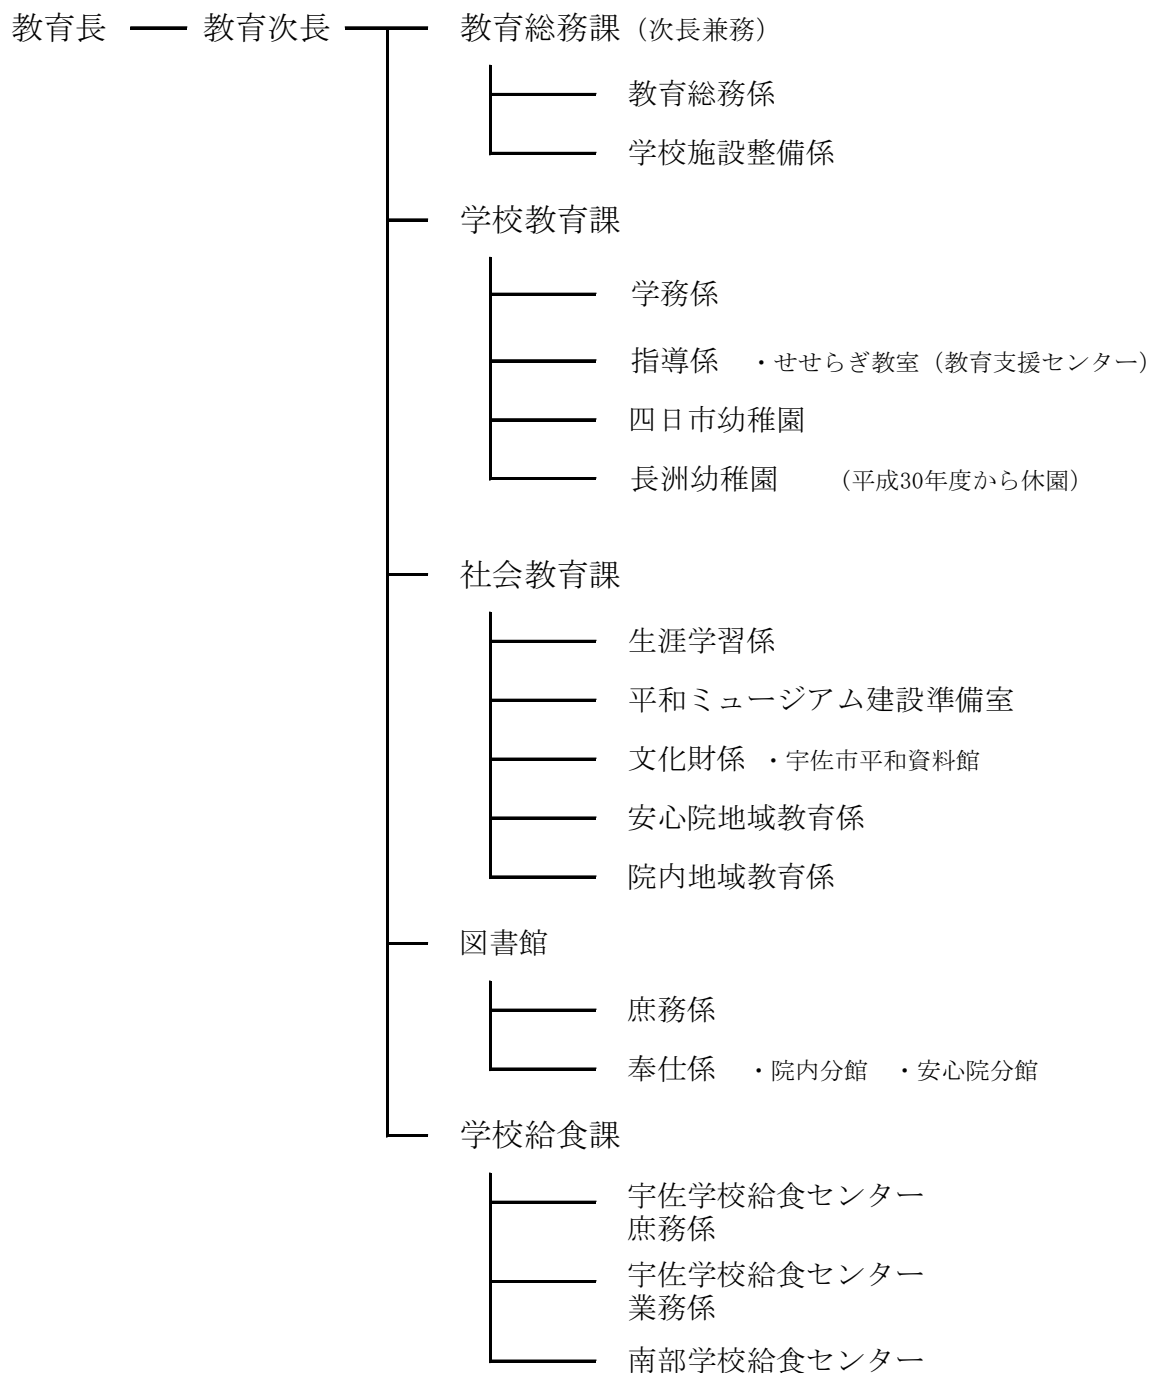 教育長 教育次長 教育総務課（次長兼務）
教育総務係
学校施設整備係
学校教育課
学務係
指導係 ・せせらぎ教室（教育支援センター）
四日市幼稚園
長洲幼稚園 （平成30年度から休園）
社会教育課
生涯学習係
平和ミュージアム建設準備室
文化財係 ・宇佐市平和資料館
安心院地域教育係
院内地域教育係
図書館
庶務係
奉仕係 ・院内分館 ・安心院分館
学校給食課
宇佐学校給食センター
庶務係
宇佐学校給食センター
業務係
南部学校給食センター